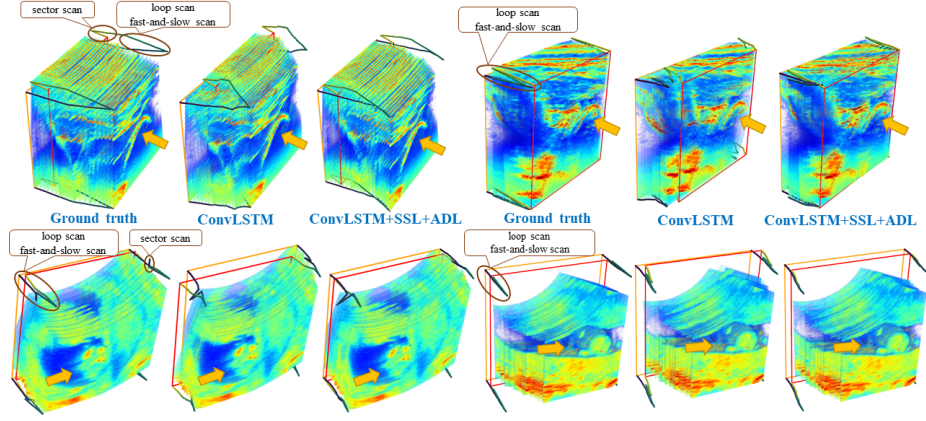 sector scan
loop scan
fast-and-slow scan
loop scan
fast-and-slow scan
Ground truth
ConvLSTM
ConvLSTM+SSL+ADL
Ground truth
ConvLSTM
ConvLSTM+SSL+ADL
loop scan
fast-and-slow scan
sector scan
loop scan
fast-and-slow scan